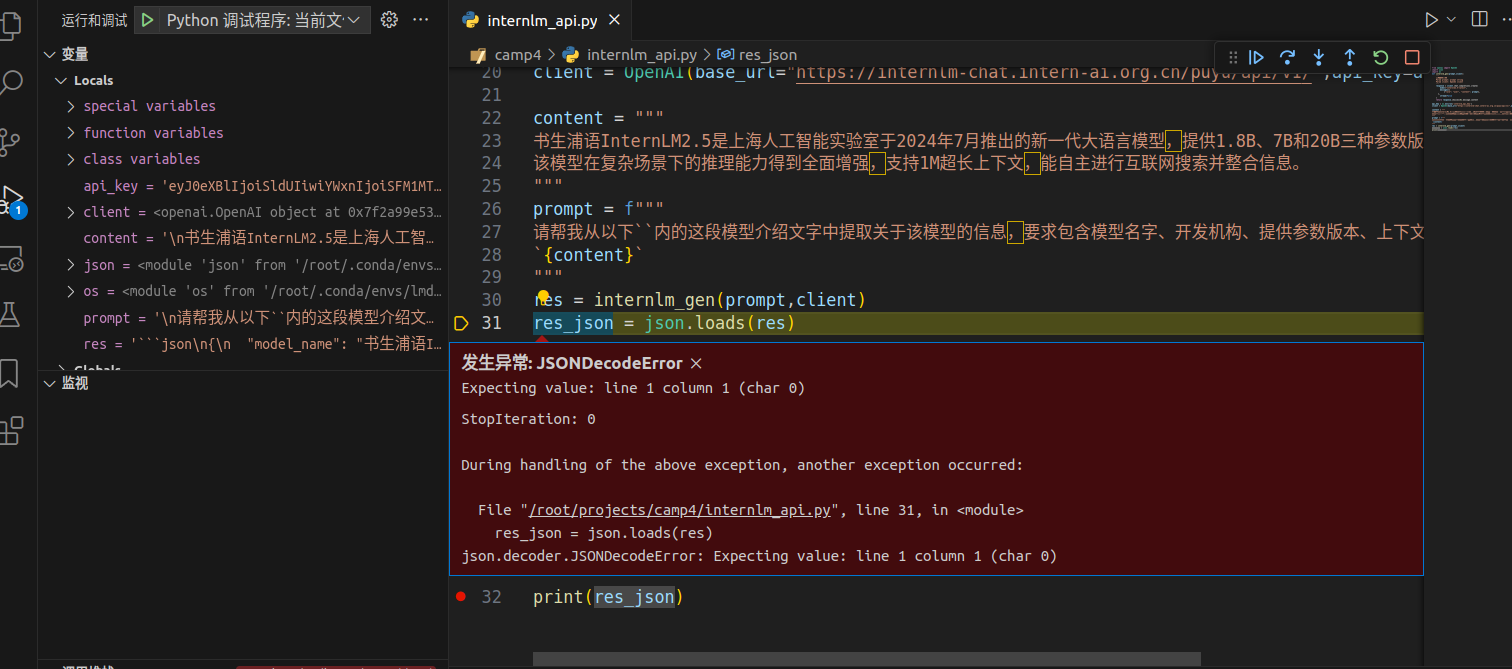 运行和调试 Python 调试程序: 当前文
internlm_api.py
camp4 > internlm_api.py > res_json
变量
Locals
special variables
function variables
class variables
api_key = 'eyJ0eXBlIjoiSldUIiwiYWxnIjoiSFM1MT…
client = <openai.OpenAI object at 0x7f2a99e53…
content = '\n书生浦语InternLM2.5是上海人工智…
json = <module 'json' from '/root/.conda/envs…
os = <module 'os' from '/root/.conda/envs/lmd…
prompt = '\n请帮我从以下``内的这段模型介绍文…
res = '```json\n{\n  "model_name": "书生浦语I…
Globals
监视
1
20 client = OpenAI(base_url="https://internlm-chat.intern-ai.org.cn/puyu/api/v1/",api_key=a
21
22 content = """
23 书生浦语InternLM2.5是上海人工智能实验室于2024年7月推出的新一代大语言模型，提供1.8B、7B和20B三种参数版
24 该模型在复杂场景下的推理能力得到全面增强，支持1M超长上下文，能自主进行互联网搜索并整合信息。
25 """
26 prompt = f"""
27 请帮我从以下``内的这段模型介绍文字中提取关于该模型的信息，要求包含模型名字、开发机构、提供参数版本、上下文
28 `{content}`
29 """
30 res = internlm_gen(prompt,client)
31 res_json = json.loads(res)
发生异常: JSONDecodeError
Expecting value: line 1 column 1 (char 0)
StopIteration: 0
During handling of the above exception, another exception occurred:
File "/root/projects/camp4/internlm_api.py", line 31, in <module>
res_json = json.loads(res)
json.decoder.JSONDecodeError: Expecting value: line 1 column 1 (char 0)
32 print(res_json)